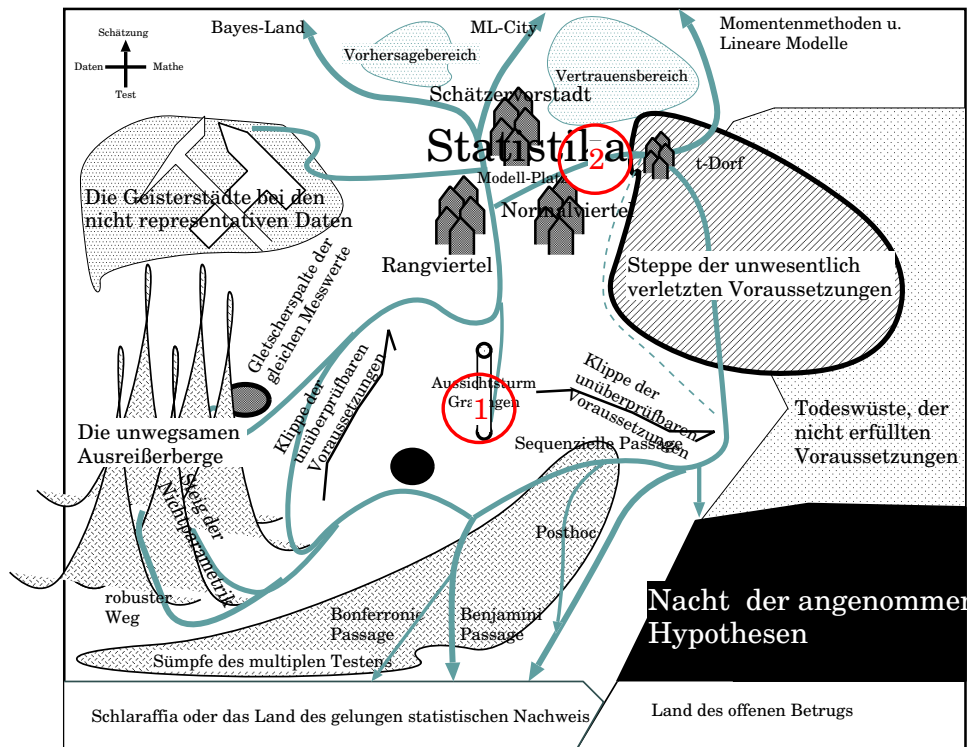 Schätzung
Daten
Mathe
Test
Bayes-Land
ML-City
Momentenmethoden u.
Lineare Modelle
Vorhersagebereich
Vertrauensbereich
Schätzervorstadt
Statistika
2
t-Dorf
Modell-Platz
Normalviertel
Rangviertel
Die Geisterstädte bei den
nicht representativen Daten
Steppe der unwesentlich
verletzten Voraussetzungen
Gletscherspalte der
gleichen Messwerte
Klippe der
unüberprüfbaren
Voraussetzungen
Aussichtsturm
1
Klippe der
unüberprüfbaren
Voraussetzungen
Sequenzielle Passage
Todeswüste, der
nicht erfüllten
Voraussetzungen
Die unwegsamen
Ausreißerberge
Steig der
Nichtparametrik
robuster
Weg
Posthoc
Bonferronie
Passage
Benjamini
Passage
Sümpfe des multiplen Testens
Nacht der angenommen
Hypothesen
Schlaraffia oder das Land des gelungen statistischen Nachweis
Land des offenen Betrugs